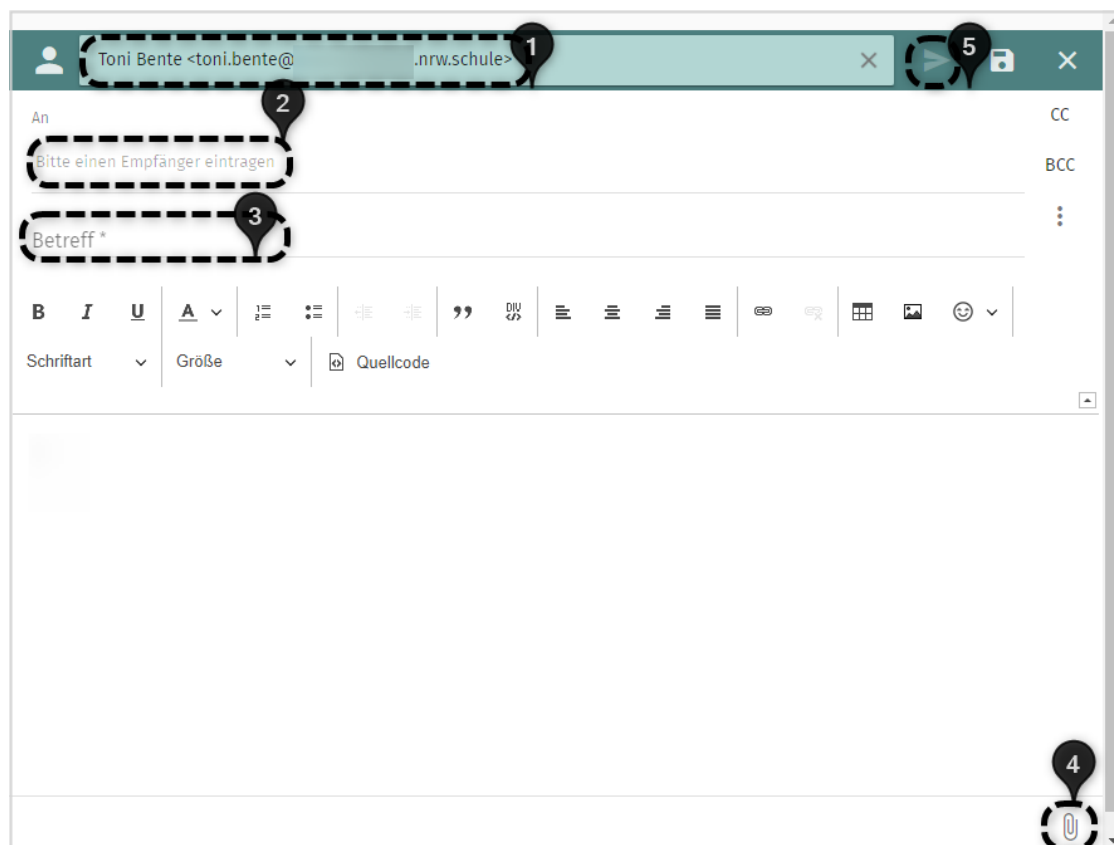 1
Toni Bente <toni.bente@ .nrw.schule>
5
2
An
CC
Bitte einen Empfänger eintragen
BCC
3
Betreff *
B I U A
DIV
Schriftart
Größe
Quellcode
4